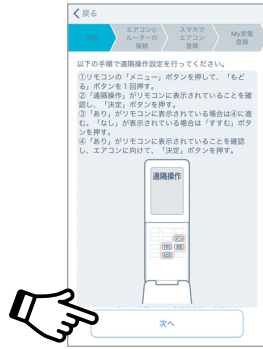 戻る
エアコンと
ルーターの
接続
スマホで
エアコン
登録
My家電
登録
以下の手順で遠隔操作設定を行ってください。
①リモコンの「メニュー」ボタンを押して、「もど
る」ボタンを1回押す。
②「遠隔操作」がリモコンに表示されていることを確
認し、「決定」ボタンを押す。
③「あり」がリモコンに表示されている場合は④に進
む。「なし」が表示されている場合は「すすむ」ボタ
ンを押す。
④「あり」がリモコンに表示されていることを確認
し、エアコンに向けて、「決定」ボタンを押す。
遠隔操作
次へ